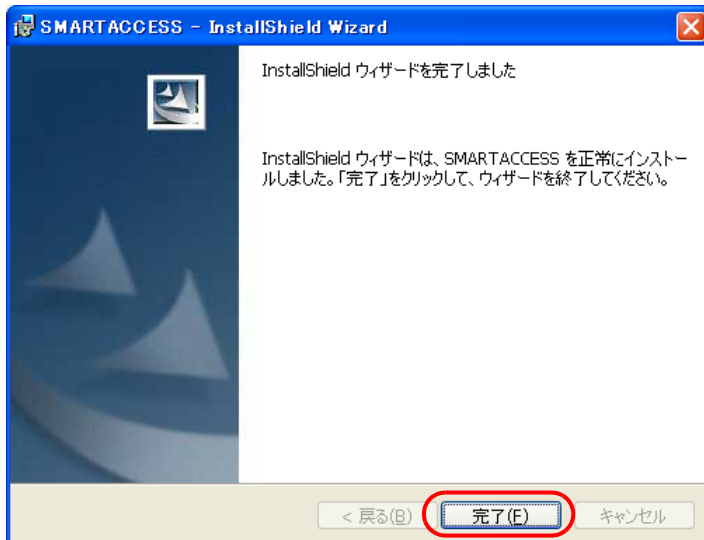 SMARTACCESS - InstallShield Wizard
InstallShield ウィザードを完了しました
InstallShield ウィザードは、SMARTACCESS を正常にインストー
ルしました。「完了」をクリックして、ウィザードを終了してください。
< 戻る(B)
完了(F)
キャンセル